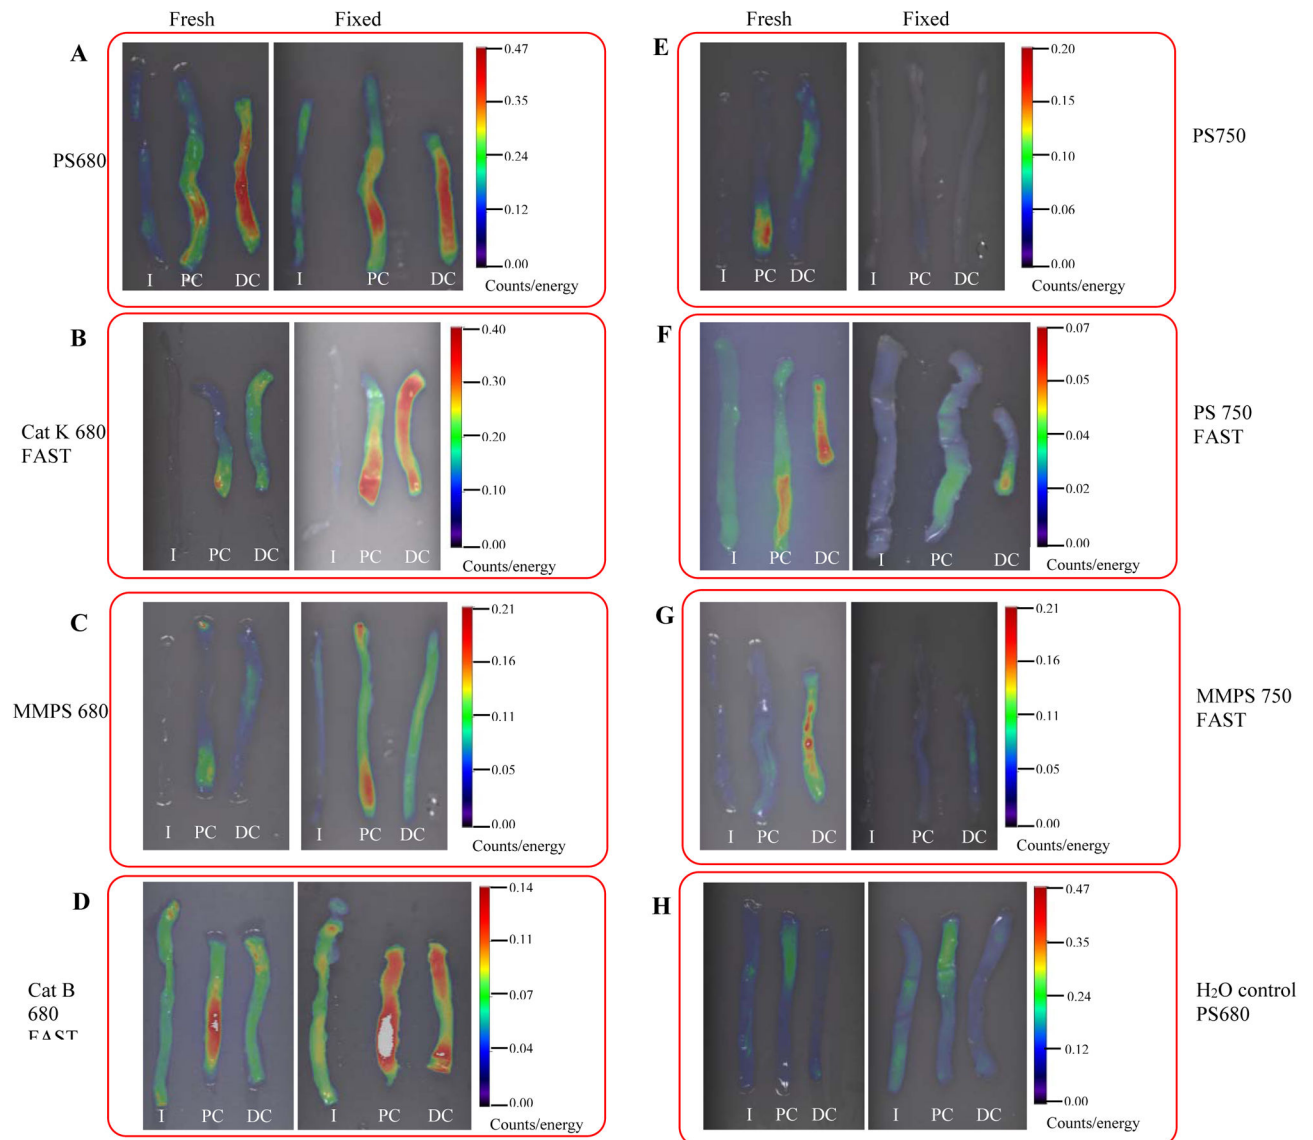 Fresh Fixed
A
PS680
I PC DC
I PC DC
0.47
0.35
0.24
0.12
0.00
Counts/energy
B
Cat K 680
FAST
I PC DC
I PC DC
0.40
0.30
0.20
0.10
0.00
Counts/energy
C
MMPS 680
I PC DC
I PC DC
0.21
0.16
0.11
0.05
0.00
Counts/energy
D
Cat B
680
FAST
I PC DC
I PC DC
0.14
0.11
0.07
0.04
0.00
Counts/energy
Fresh Fixed
E
I PC DC
I PC DC
0.20
0.15
0.10
0.06
0.00
Counts/energy
PS750
F
I PC DC
I PC DC
0.07
0.05
0.04
0.02
0.00
Counts/energy
PS 750
FAST
G
I PC DC
I PC DC
0.21
0.16
0.11
0.05
0.00
Counts/energy
MMPS 750
FAST
H
I PC DC
I PC DC
0.47
0.35
0.24
0.12
0.00
Counts/energy
H₂O control
PS680